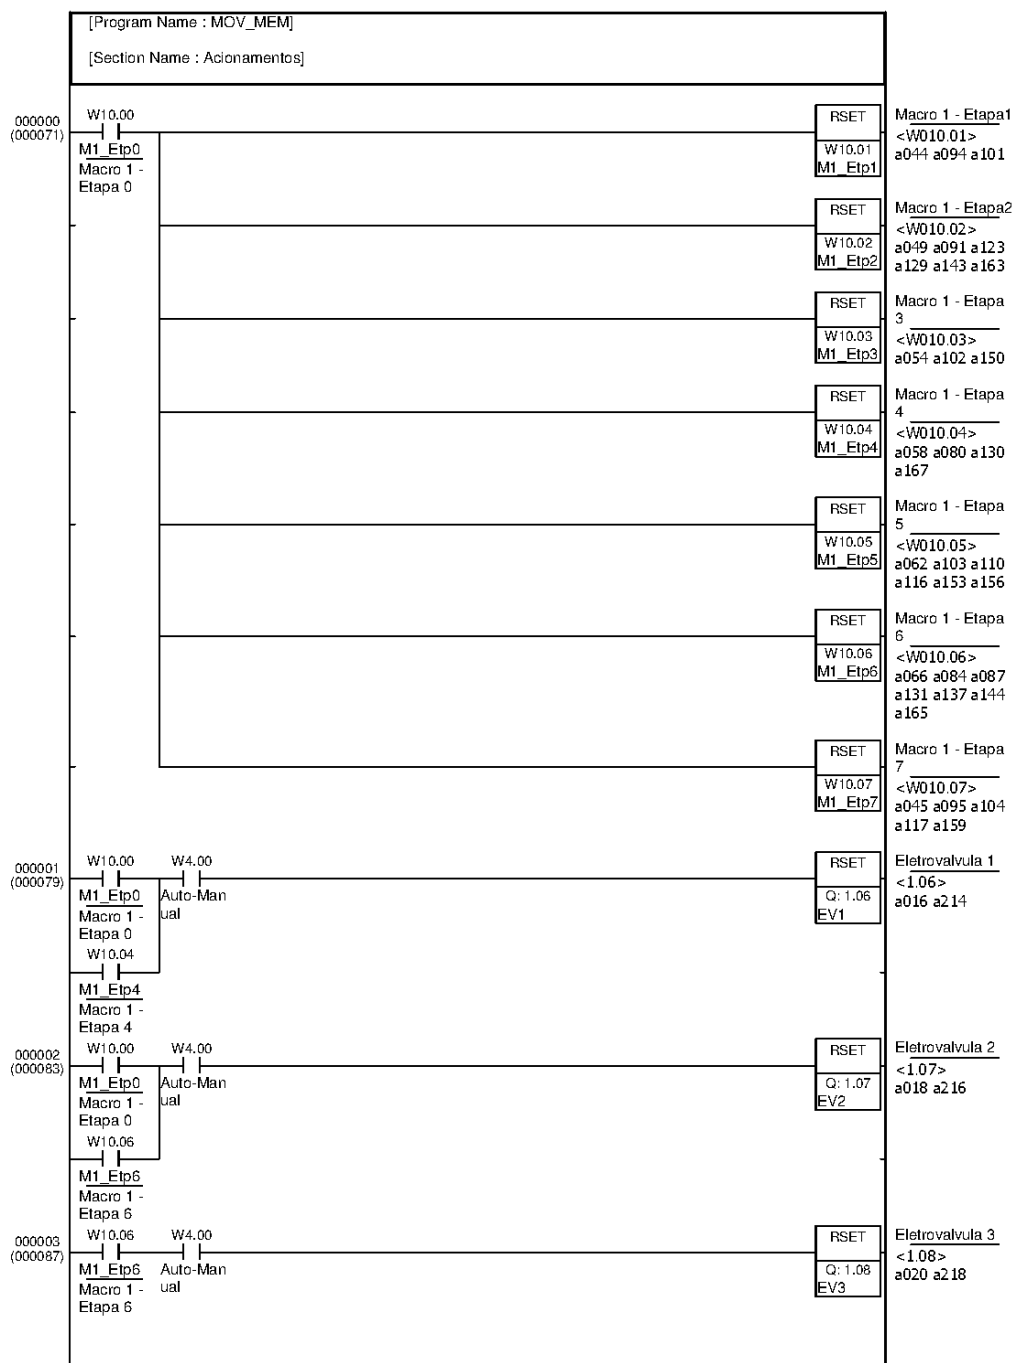 [Program Name : MOV_MEM]
[Section Name : Acionamentos]
000000
(000071)
W10.00
M1_Etp0
Macro 1 -
Etapa 0
RSET
W10.01
M1_Etp1
Macro 1 - Etapa1
<W010.01>
a044 a094 a101
RSET
W10.02
M1_Etp2
Macro 1 - Etapa2
<W010.02>
a049 a091 a123
a129 a143 a163
RSET
W10.03
M1_Etp3
Macro 1 - Etapa
3
<W010.03>
a054 a102 a150
RSET
W10.04
M1_Etp4
Macro 1 - Etapa
4
<W010.04>
a058 a080 a130
a167
RSET
W10.05
M1_Etp5
Macro 1 - Etapa
5
<W010.05>
a062 a103 a110
a116 a153 a156
RSET
W10.06
M1_Etp6
Macro 1 - Etapa
6
<W010.06>
a066 a084 a087
a131 a137 a144
a165
RSET
W10.07
M1_Etp7
Macro 1 - Etapa
7
<W010.07>
a045 a095 a104
a117 a159
000001
(000079)
W10.00
M1_Etp0
Macro 1 -
Etapa 0
W4.00
Auto-Man
ual
RSET
Q: 1.06
EV1
Eletrovalvula 1
<1.06>
a016 a214
W10.04
M1_Etp4
Macro 1 -
Etapa 4
000002
(000083)
W10.00
M1_Etp0
Macro 1 -
Etapa 0
W4.00
Auto-Man
ual
RSET
Q: 1.07
EV2
Eletrovalvula 2
<1.07>
a018 a216
W10.06
M1_Etp6
Macro 1 -
Etapa 6
000003
(000087)
W10.06
M1_Etp6
Macro 1 -
Etapa 6
W4.00
Auto-Man
ual
RSET
Q: 1.08
EV3
Eletrovalvula 3
<1.08>
a020 a218